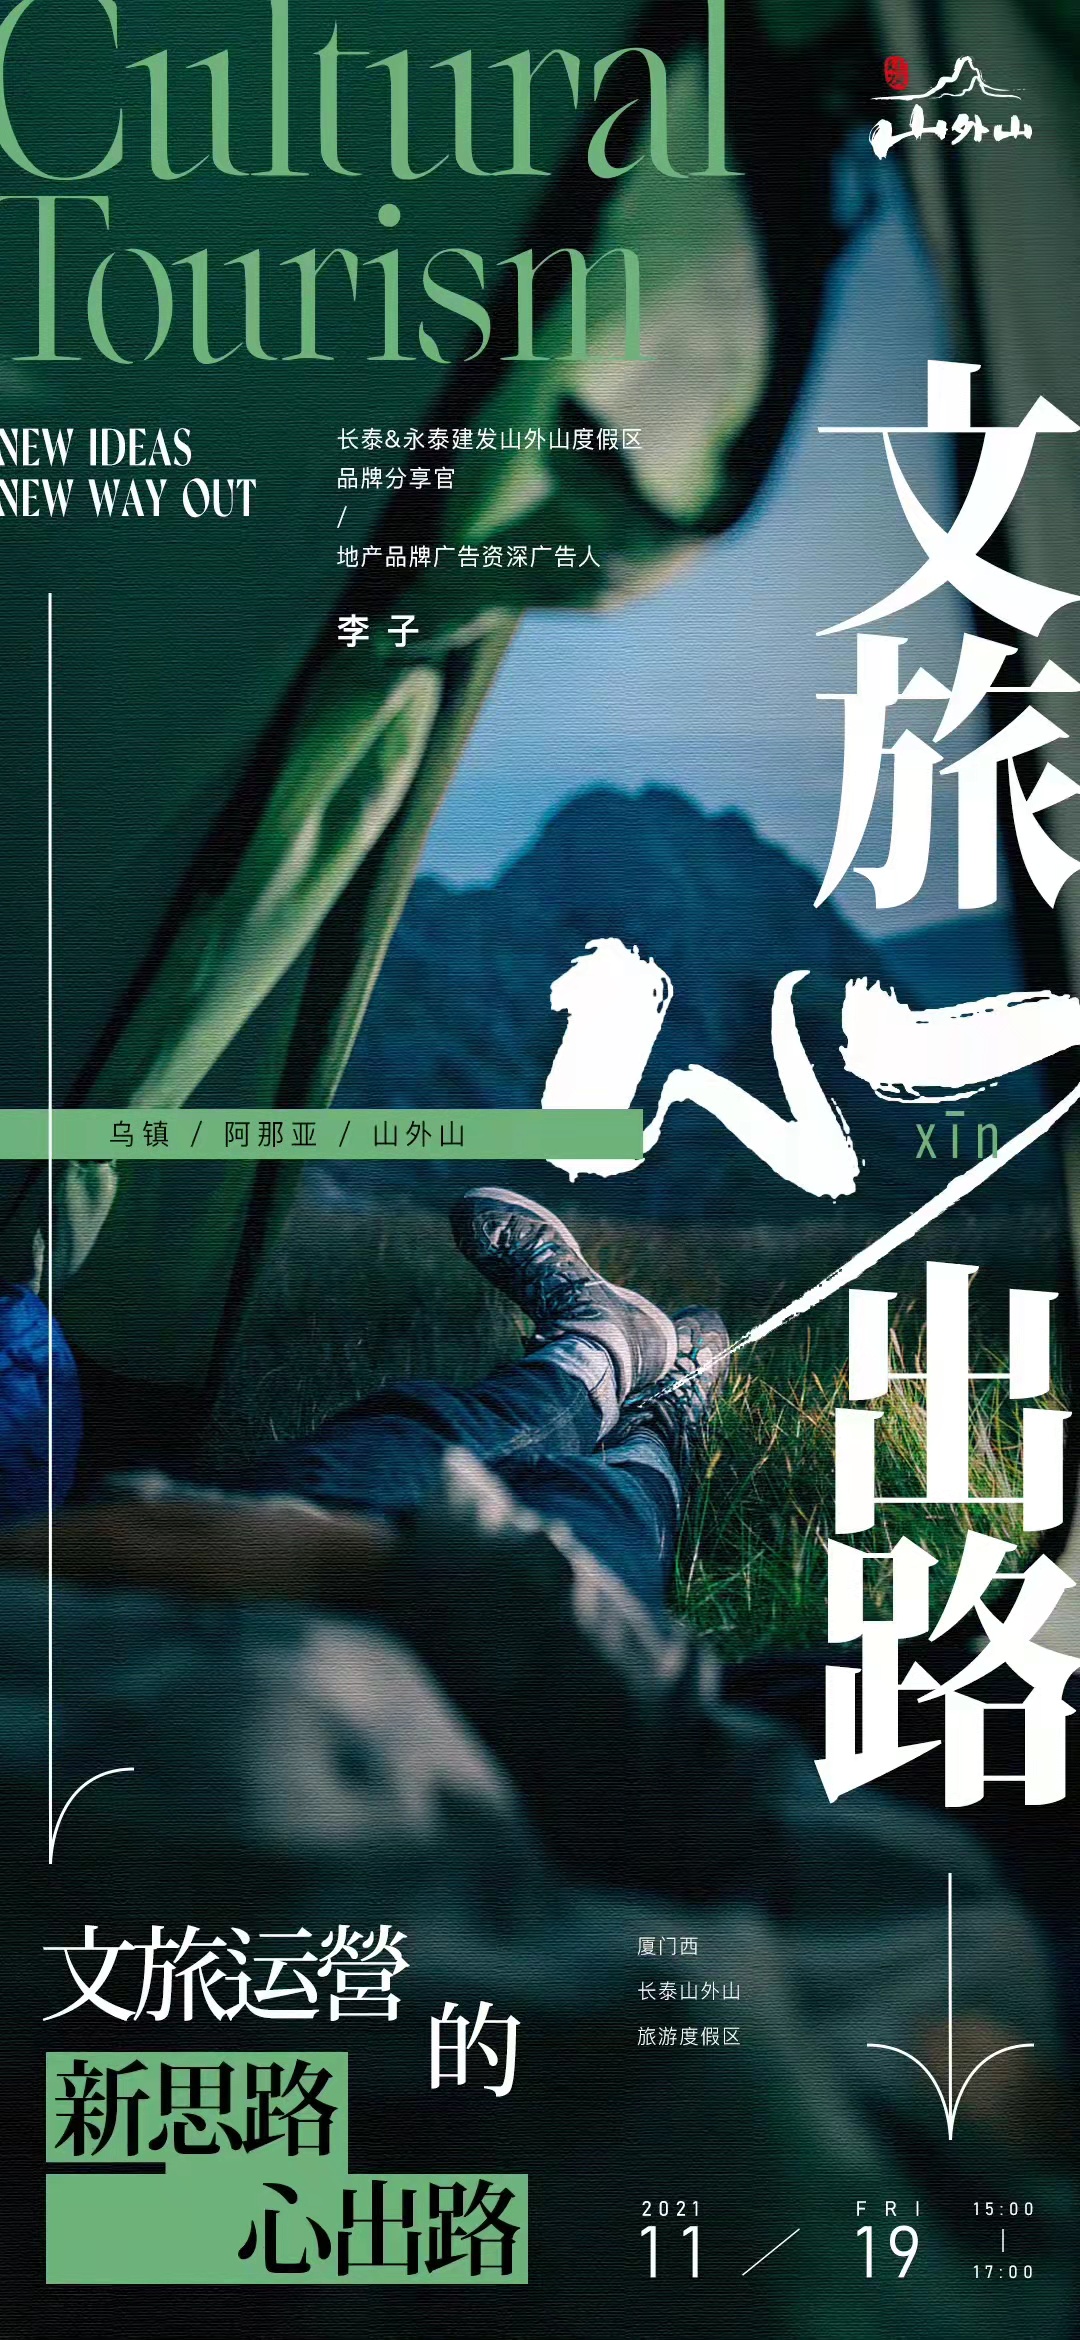 Cultural
Tourism
山外山
NEW IDEAS
NEW WAY OUT
长泰&永泰建发山外山度假区
品牌分享官
/
地产品牌广告资深广告人
李子
文旅心出路
xīn
乌镇 / 阿那亚 / 山外山
文旅运營
的
新思路
心出路
厦门西
长泰山外山
旅游度假区
2021
11 / 19
FRI
15:00
|
17:00